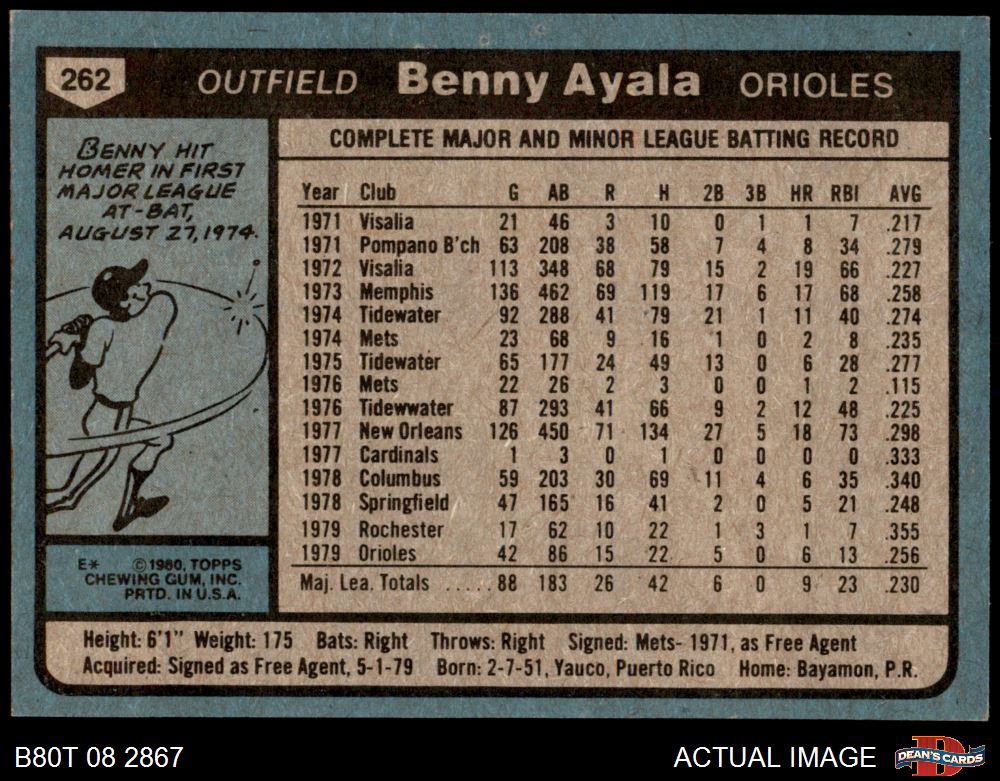 262 OUTFIELD Benny Ayala ORIOLES
BENNY HIT
HOMER IN FIRST
MAJOR LEAGUE
AT-BAT,
AUGUST 27, 1974.
E* ©1980, TOPPS
CHEWING GUM, INC.
PRTD. IN U.S.A.
COMPLETE MAJOR AND MINOR LEAGUE BATTING RECORD
Year Club G AB R H 2B 3B HR RBI AVG
1971 Visalia 21 46 3 10 0 1 1 7 .217
1971 Pompano B'ch 63 208 38 58 7 4 8 34 .279
1972 Visalia 113 348 68 79 15 2 19 66 .227
1973 Memphis 136 462 69 119 17 6 17 68 .258
1974 Tidewater 92 288 41 79 21 1 11 40 .274
1974 Mets 23 68 9 16 1 0 2 8 .235
1975 Tidewater 65 177 24 49 13 0 6 28 .277
1976 Mets 22 26 2 3 0 0 1 2 .115
1976 Tidewwater 87 293 41 66 9 2 12 48 .225
1977 New Orleans 126 450 71 134 27 5 18 73 .298
1977 Cardinals 1 3 0 1 0 0 0 0 .333
1978 Columbus 59 203 30 69 11 4 6 35 .340
1978 Springfield 47 165 16 41 2 0 5 21 .248
1979 Rochester 17 62 10 22 1 3 1 7 .355
1979 Orioles 42 86 15 22 5 0 6 13 .256
Maj. Lea. Totals .....88 183 26 42 6 0 9 23 .230
Height: 6'1" Weight: 175 Bats: Right Throws: Right Signed: Mets- 1971, as Free Agent
Acquired: Signed as Free Agent, 5-1-79 Born: 2-7-51, Yauco, Puerto Rico Home: Bayamon, P.R.
B80T 08 2867 ACTUAL IMAGE DEAN'S CARDS